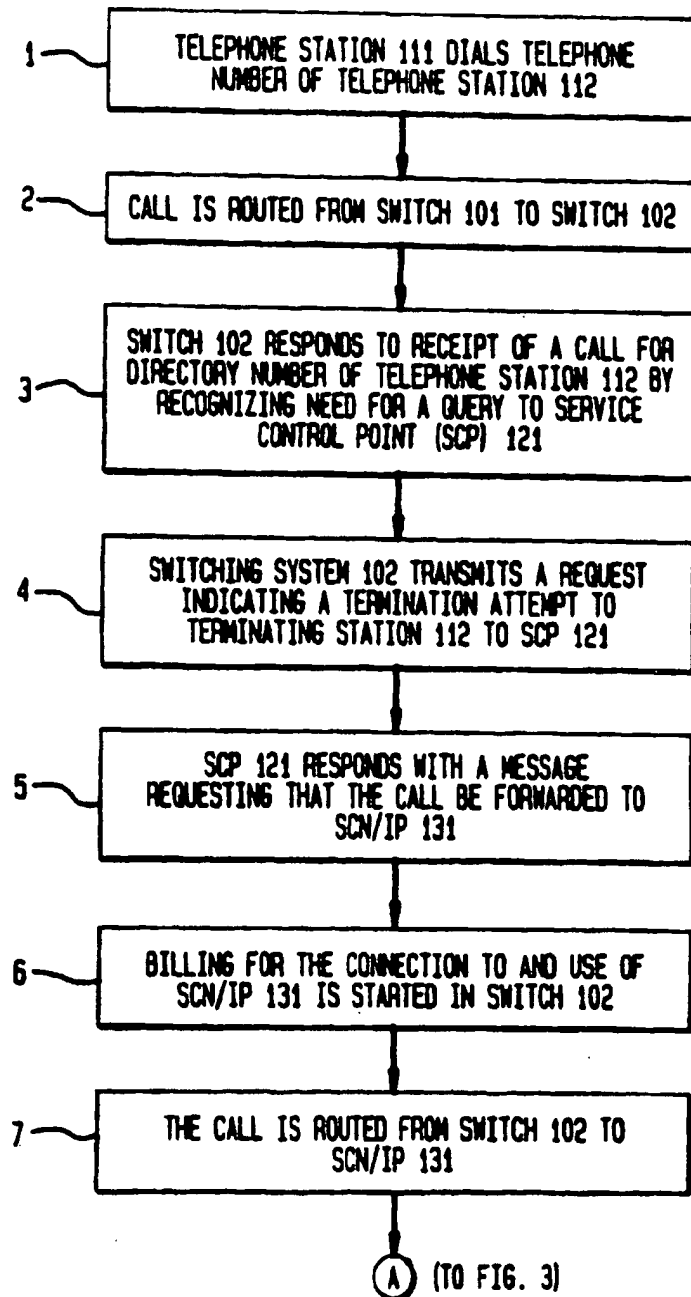 1
TELEPHONE STATION 111 DIALS TELEPHONE
NUMBER OF TELEPHONE STATION 112
2
CALL IS ROUTED FROM SWITCH 101 TO SWITCH 102
3
SWITCH 102 RESPONDS TO RECEIPT OF A CALL FOR
DIRECTORY NUMBER OF TELEPHONE STATION 112 BY
RECOGNIZING NEED FOR A QUERY TO SERVICE
CONTROL POINT (SCP) 121
4
SWITCHING SYSTEM 102 TRANSMITS A REQUEST
INDICATING A TERMINATION ATTEMPT TO
TERMINATING STATION 112 TO SCP 121
5
SCP 121 RESPONDS WITH A MESSAGE
REQUESTING THAT THE CALL BE FORWARDED TO
SCN/IP 131
6
BILLING FOR THE CONNECTION TO AND USE OF
SCN/IP 131 IS STARTED IN SWITCH 102
7
THE CALL IS ROUTED FROM SWITCH 102 TO
SCN/IP 131
A (TO FIG. 3)